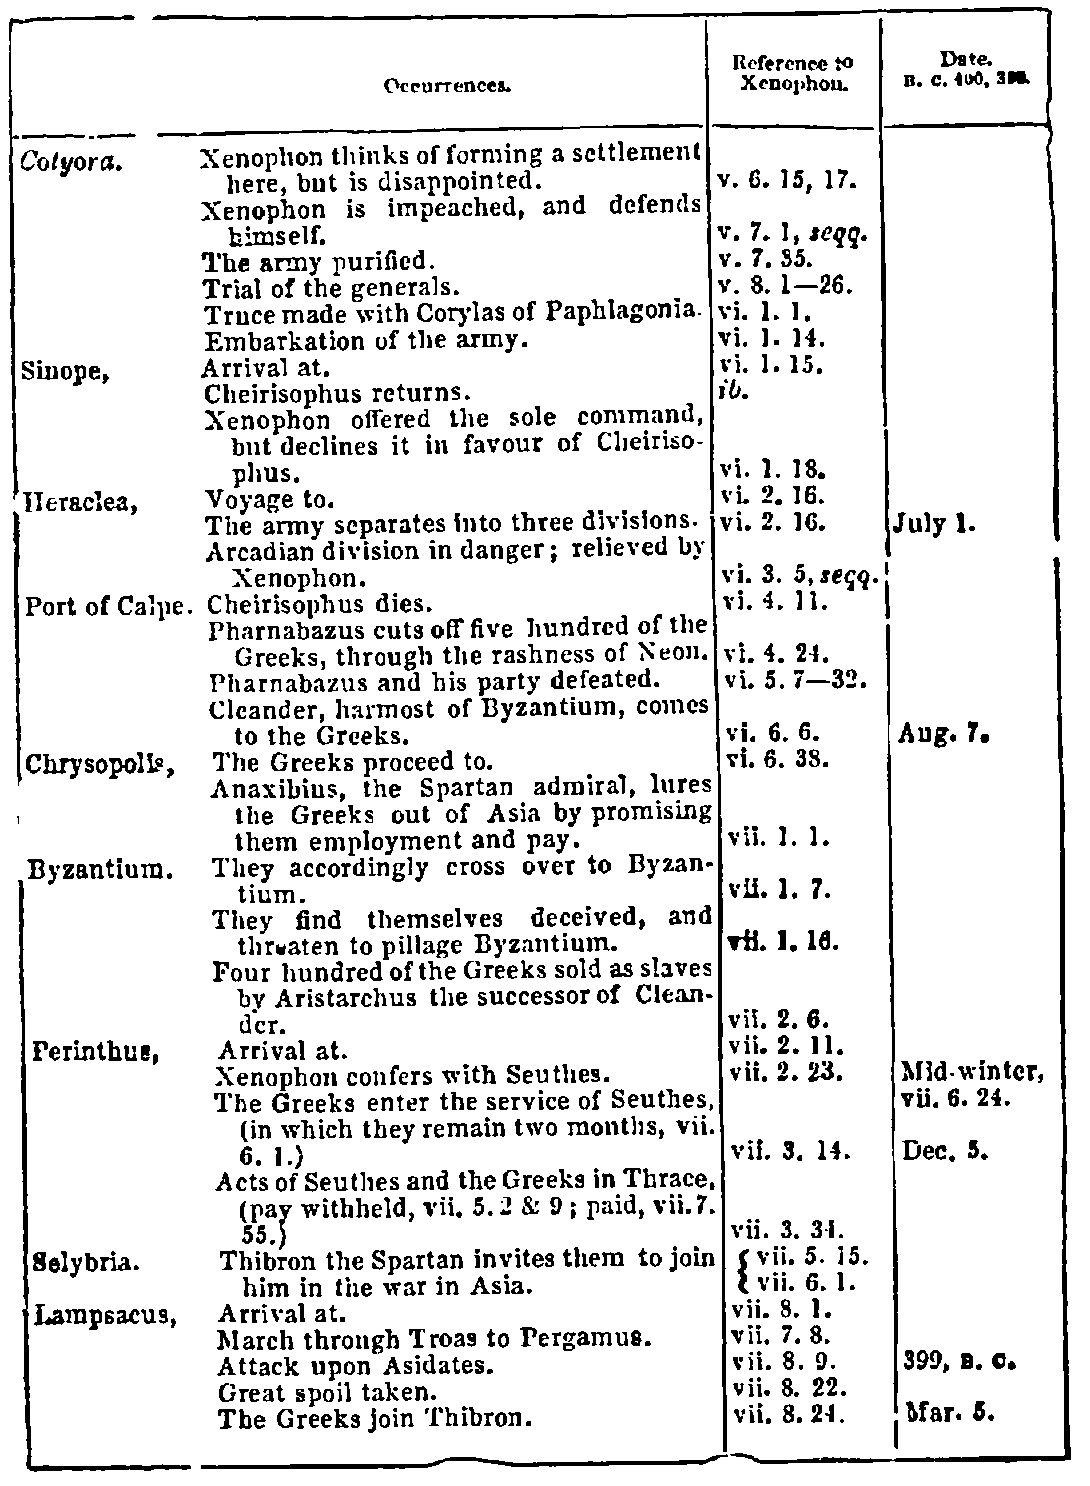 Occurrences. Reference to Xenophon. Date. B. C. 400, 399.
Cotyora. Xenophon thinks of forming a settlement
here, but is disappointed. v. 6. 15, 17.
Xenophon is impeached, and defends
himself. v. 7. 1, seqq.
The army purified. v. 7. 35.
Trial of the generals. v. 8. 1—26.
Truce made with Corylas of Paphlagonia. vi. 1. 1.
Embarkation of the army. vi. 1. 14.
Sinope, Arrival at. vi. 1. 15.
Cheirisophus returns. ib.
Xenophon offered the sole command,
but declines it in favour of Cheiriso-
phus. vi. 1. 18.
Heraclea, Voyage to. vi. 2. 16.
The army separates into three divisions. vi. 2. 16. July 1.
Arcadian division in danger; relieved by
Xenophon. vi. 3. 5, seqq.
Port of Calpe. Cheirisophus dies. vi. 4. 11.
Pharnabazus cuts off five hundred of the
Greeks, through the rashness of Neon. vi. 4. 24.
Pharnabazus and his party defeated. vi. 5. 7—32.
Cleander, harmost of Byzantium, comes
to the Greeks. vi. 6. 6. Aug. 7.
Chrysopolis, The Greeks proceed to. vi. 6. 38.
Anaxibius, the Spartan admiral, lures
the Greeks out of Asia by promising
them employment and pay. vii. 1. 1.
Byzantium. They accordingly cross over to Byzan-
tium. vii. 1. 7.
They find themselves deceived, and
threaten to pillage Byzantium. vii. 1. 16.
Four hundred of the Greeks sold as slaves
by Aristarchus the successor of Clean-
der. vii. 2. 6.
Perinthus, Arrival at. vii. 2. 11.
Xenophon confers with Seuthes. vii. 2. 23. Mid-winter,
The Greeks enter the service of Seuthes, vii. 6. 24.
(in which they remain two months, vii.
6. 1.) vii. 3. 14. Dec. 5.
Acts of Seuthes and the Greeks in Thrace,
(pay withheld, vii. 5. 2 & 9; paid, vii. 7.
55.) vii. 3. 34.
Selybria. Thibron the Spartan invites them to join { vii. 5. 15.
him in the war in Asia. vii. 6. 1.
Lampsacus, Arrival at. vii. 8. 1.
March through Troas to Pergamus. vii. 7. 8.
Attack upon Asidates. vii. 8. 9. 399, B. C.
Great spoil taken. vii. 8. 22.
The Greeks join Thibron. vii. 8. 24. Mar. 5.